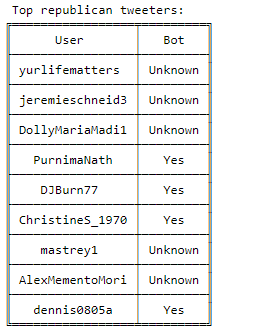 Top republican tweeters:
User Bot
yurlifematters Unknown
jeremieschneid3 Unknown
DollyMariaMadi1 Unknown
PurnimaNath Yes
DJBurn77 Yes
ChristineS_1970 Yes
mastrey1 Unknown
AlexMementoMori Unknown
dennis0805a Yes